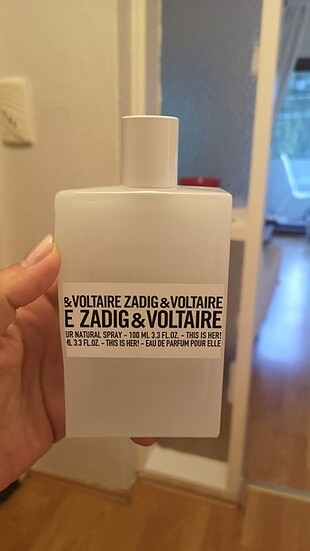 &VOLTAIRE ZADIG&VOLTAIRE
E ZADIG&VOLTAIRE
UR NATURAL SPRAY – 100 ML 3.3 FL.OZ. – THIS IS HER!
ML 3.3 FL.OZ. – THIS IS HER! – EAU DE PARFUM POUR ELLE